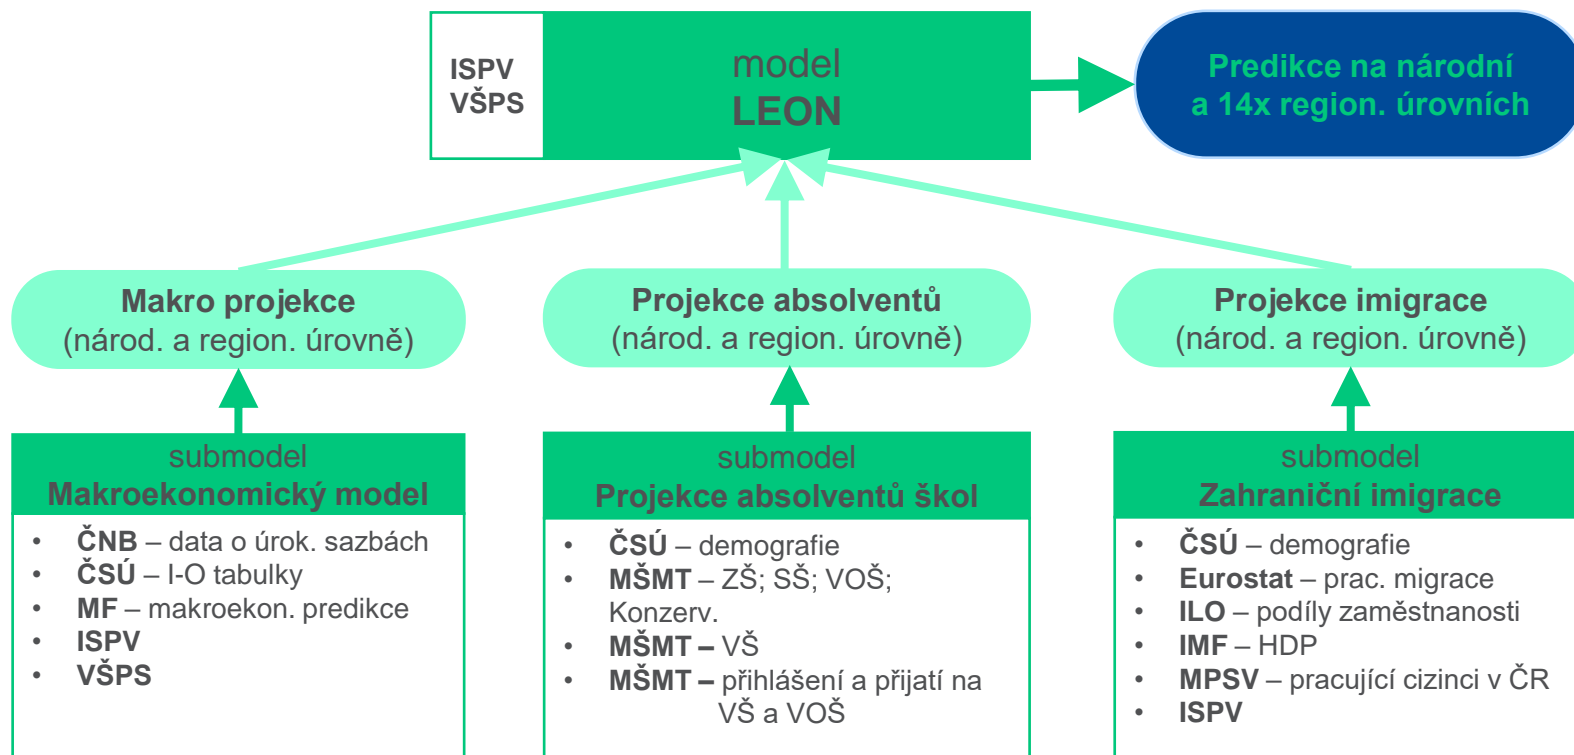 ISPV
VŠPS
model
LEON
Predikce na národní
a 14x region. úrovních
Makro projekce
(národ. a region. úrovně)
Projekce absolventů
(národ. a region. úrovně)
Projekce imigrace
(národ. a region. úrovně)
submodel
Makroekonomický model
• ČNB – data o úrok. sazbách
• ČSÚ – I-O tabulky
• MF – makroekon. predikce
• ISPV
• VŠPS
submodel
Projekce absolventů škol
• ČSÚ – demografie
• MŠMT – ZŠ; SŠ; VOŠ;
Konzerv.
• MŠMT – VŠ
• MŠMT – přihlášení a přijatí na
VŠ a VOŠ
submodel
Zahraniční imigrace
• ČSÚ – demografie
• Eurostat – prac. migrace
• ILO – podíly zaměstnanosti
• IMF – HDP
• MPSV – pracující cizinci v ČR
• ISPV